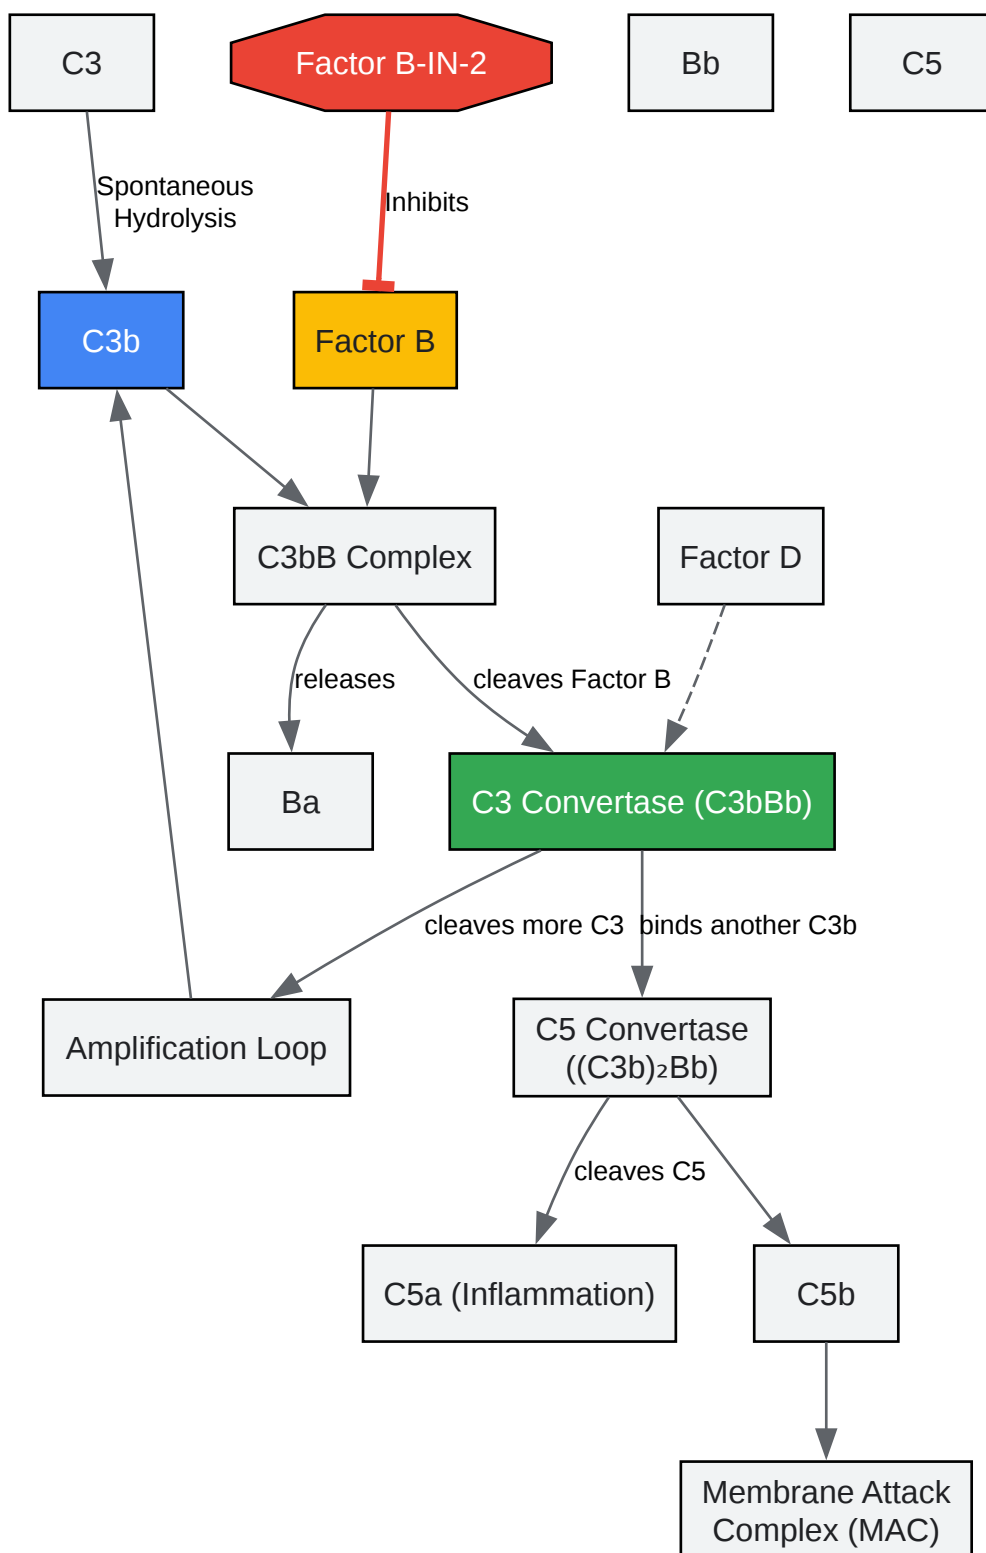 C3
Factor B-IN-2
Bb
C5
Spontaneous
Hydrolysis
Inhibits
C3b
Factor B
C3bB Complex
Factor D
releases
cleaves Factor B
Ba
C3 Convertase (C3bBb)
cleaves more C3
binds another C3b
Amplification Loop
C5 Convertase
((C3b)₂Bb)
cleaves C5
C5a (Inflammation)
C5b
Membrane Attack
Complex (MAC)